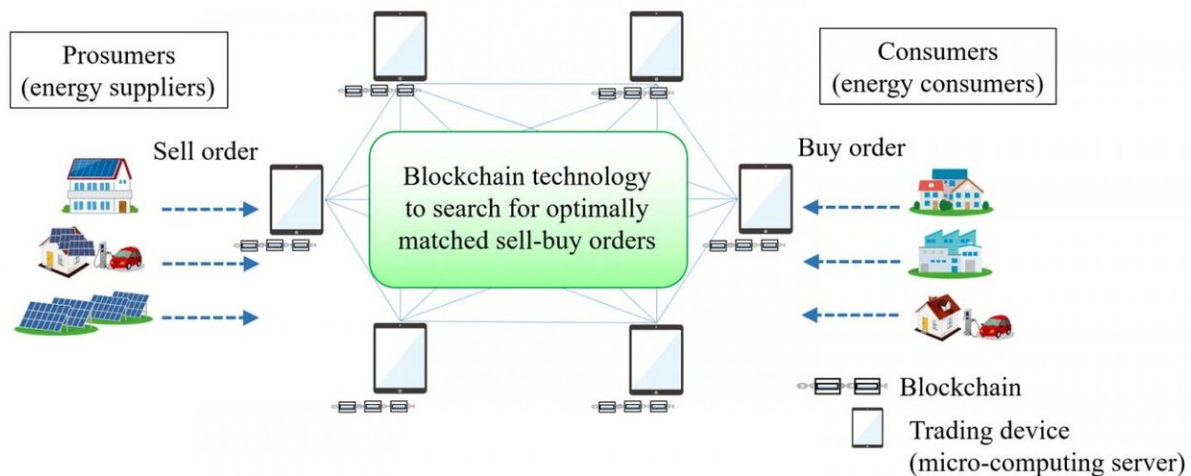 Prosumers
(energy suppliers)
Consumers
(energy consumers)
Sell order
Buy order
Blockchain technology
to search for optimally
matched sell-buy orders
Blockchain
Trading device
(micro-computing server)